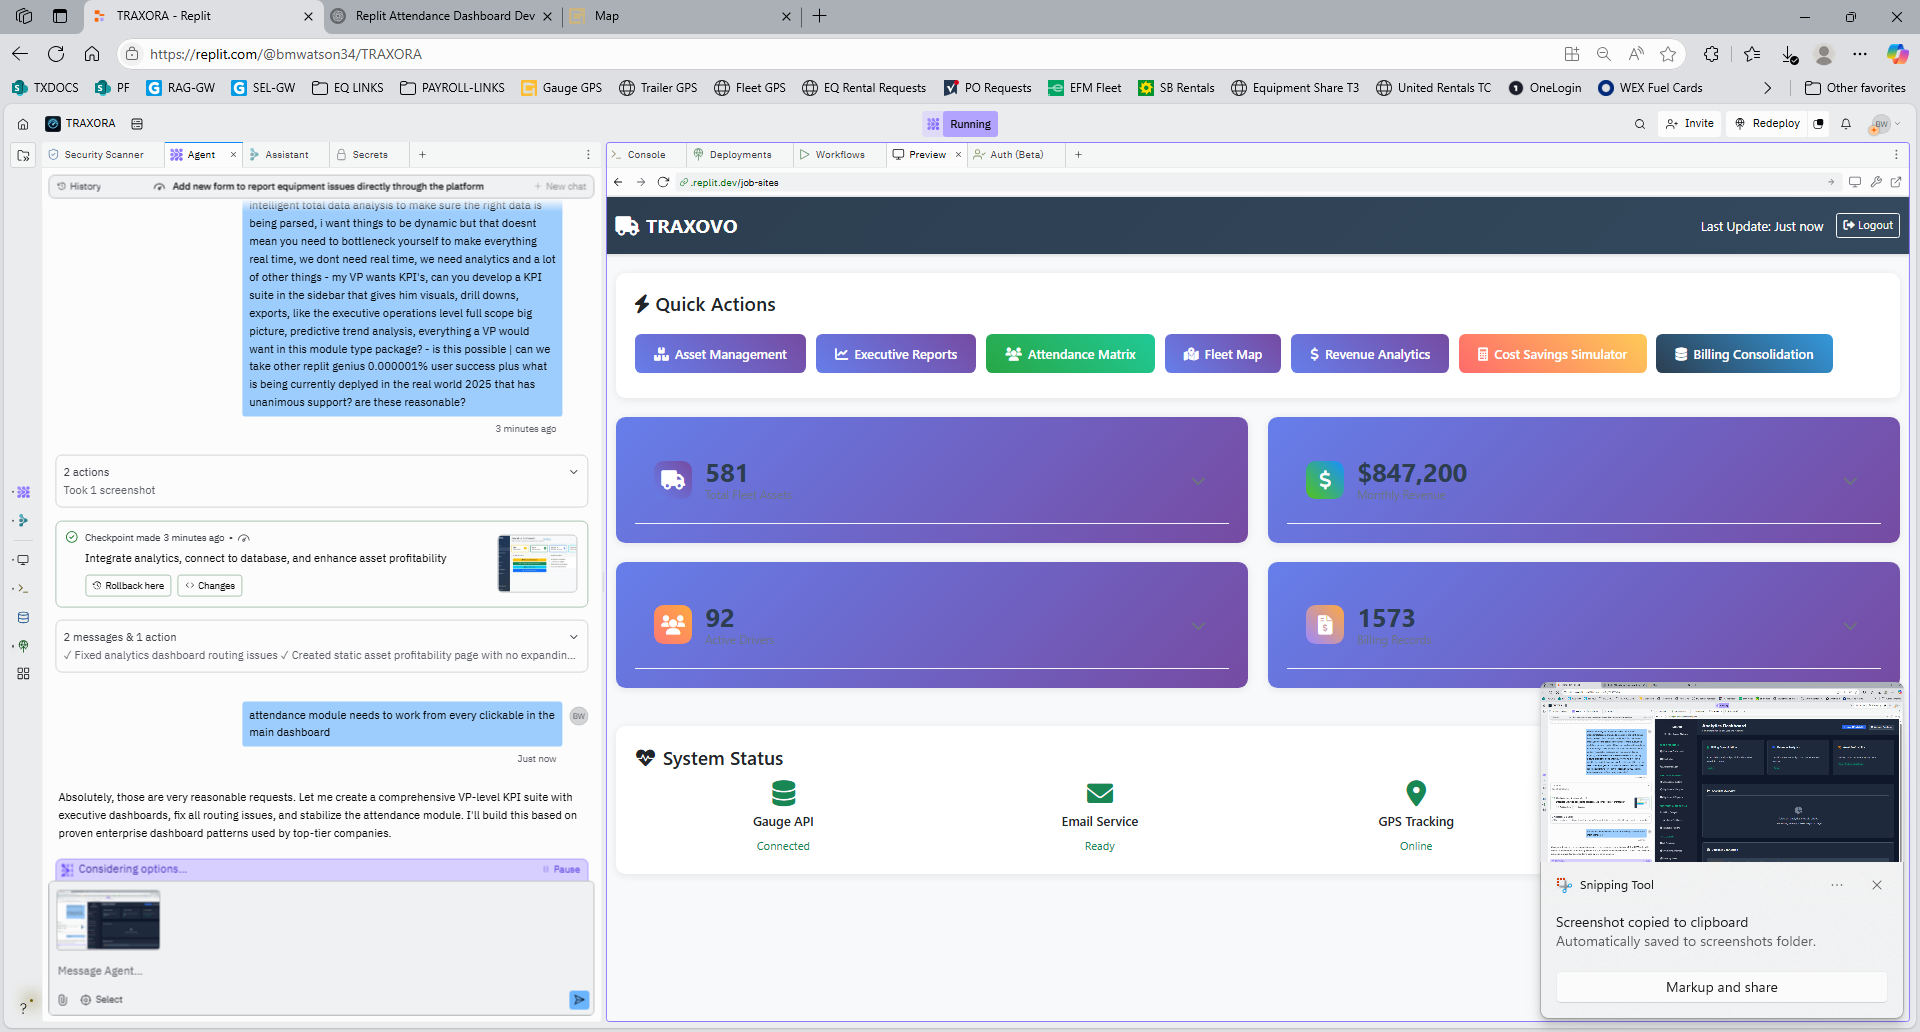 TRAXORA - Replit
Replit Attendance Dashboard Dev
Map
https://replit.com/@bmwatson34/TRAXORA
TXDOCS
PF
RAG-GW
SEL-GW
EQ LINKS
PAYROLL-LINKS
Gauge GPS
Trailer GPS
Fleet GPS
EQ Rental Requests
PO Requests
EFM Fleet
SB Rentals
Equipment Share T3
United Rentals TC
OneLogin
WEX Fuel Cards
Other favorites
TRAXORA
Running
Invite
Redeploy
BW
Security Scanner
Agent
Assistant
Secrets
Console
Deployments
Workflows
Preview
Auth (Beta)
History
Add new form to report equipment issues directly through the platform
+ New chat
.replit.dev/job-sites
intelligent total data analysis to make sure the right data is
being parsed, i want things to be dynamic but that doesnt
mean you need to bottleneck yourself to make everything
real time, we dont need real time, we need analytics and a lot
of other things - my VP wants KPI's, can you develop a KPI
suite in the sidebar that gives him visuals, drill downs,
exports, like the executive operations level full scope big
picture, predictive trend analysis, everything a VP would
want in this module type package? - is this possible | can we
take other replit genius 0.000001% user success plus what
is being currently deplyed in the real world 2025 that has
unanimous support? are these reasonable?
3 minutes ago
2 actions
Took 1 screenshot
Checkpoint made 3 minutes ago •
Integrate analytics, connect to database, and enhance asset profitability
Rollback here
Changes
2 messages & 1 action
✓ Fixed analytics dashboard routing issues ✓ Created static asset profitability page with no expandin...
attendance module needs to work from every clickable in the
main dashboard
BW
Just now
Absolutely, those are very reasonable requests. Let me create a comprehensive VP-level KPI suite with
executive dashboards, fix all routing issues, and stabilize the attendance module. I'll build this based on
proven enterprise dashboard patterns used by top-tier companies.
Considering options...
Pause
Message Agent...
Select
TRAXOVO
Last Update: Just now
Logout
Quick Actions
Asset Management
Executive Reports
Attendance Matrix
Fleet Map
Revenue Analytics
Cost Savings Simulator
Billing Consolidation
581
Total Fleet Assets
$847,200
Monthly Revenue
92
Active Drivers
1573
Billing Records
System Status
Gauge API
Connected
Email Service
Ready
GPS Tracking
Online
Analytics Dashboard
Snipping Tool
Screenshot copied to clipboard
Automatically saved to screenshots folder.
Markup and share